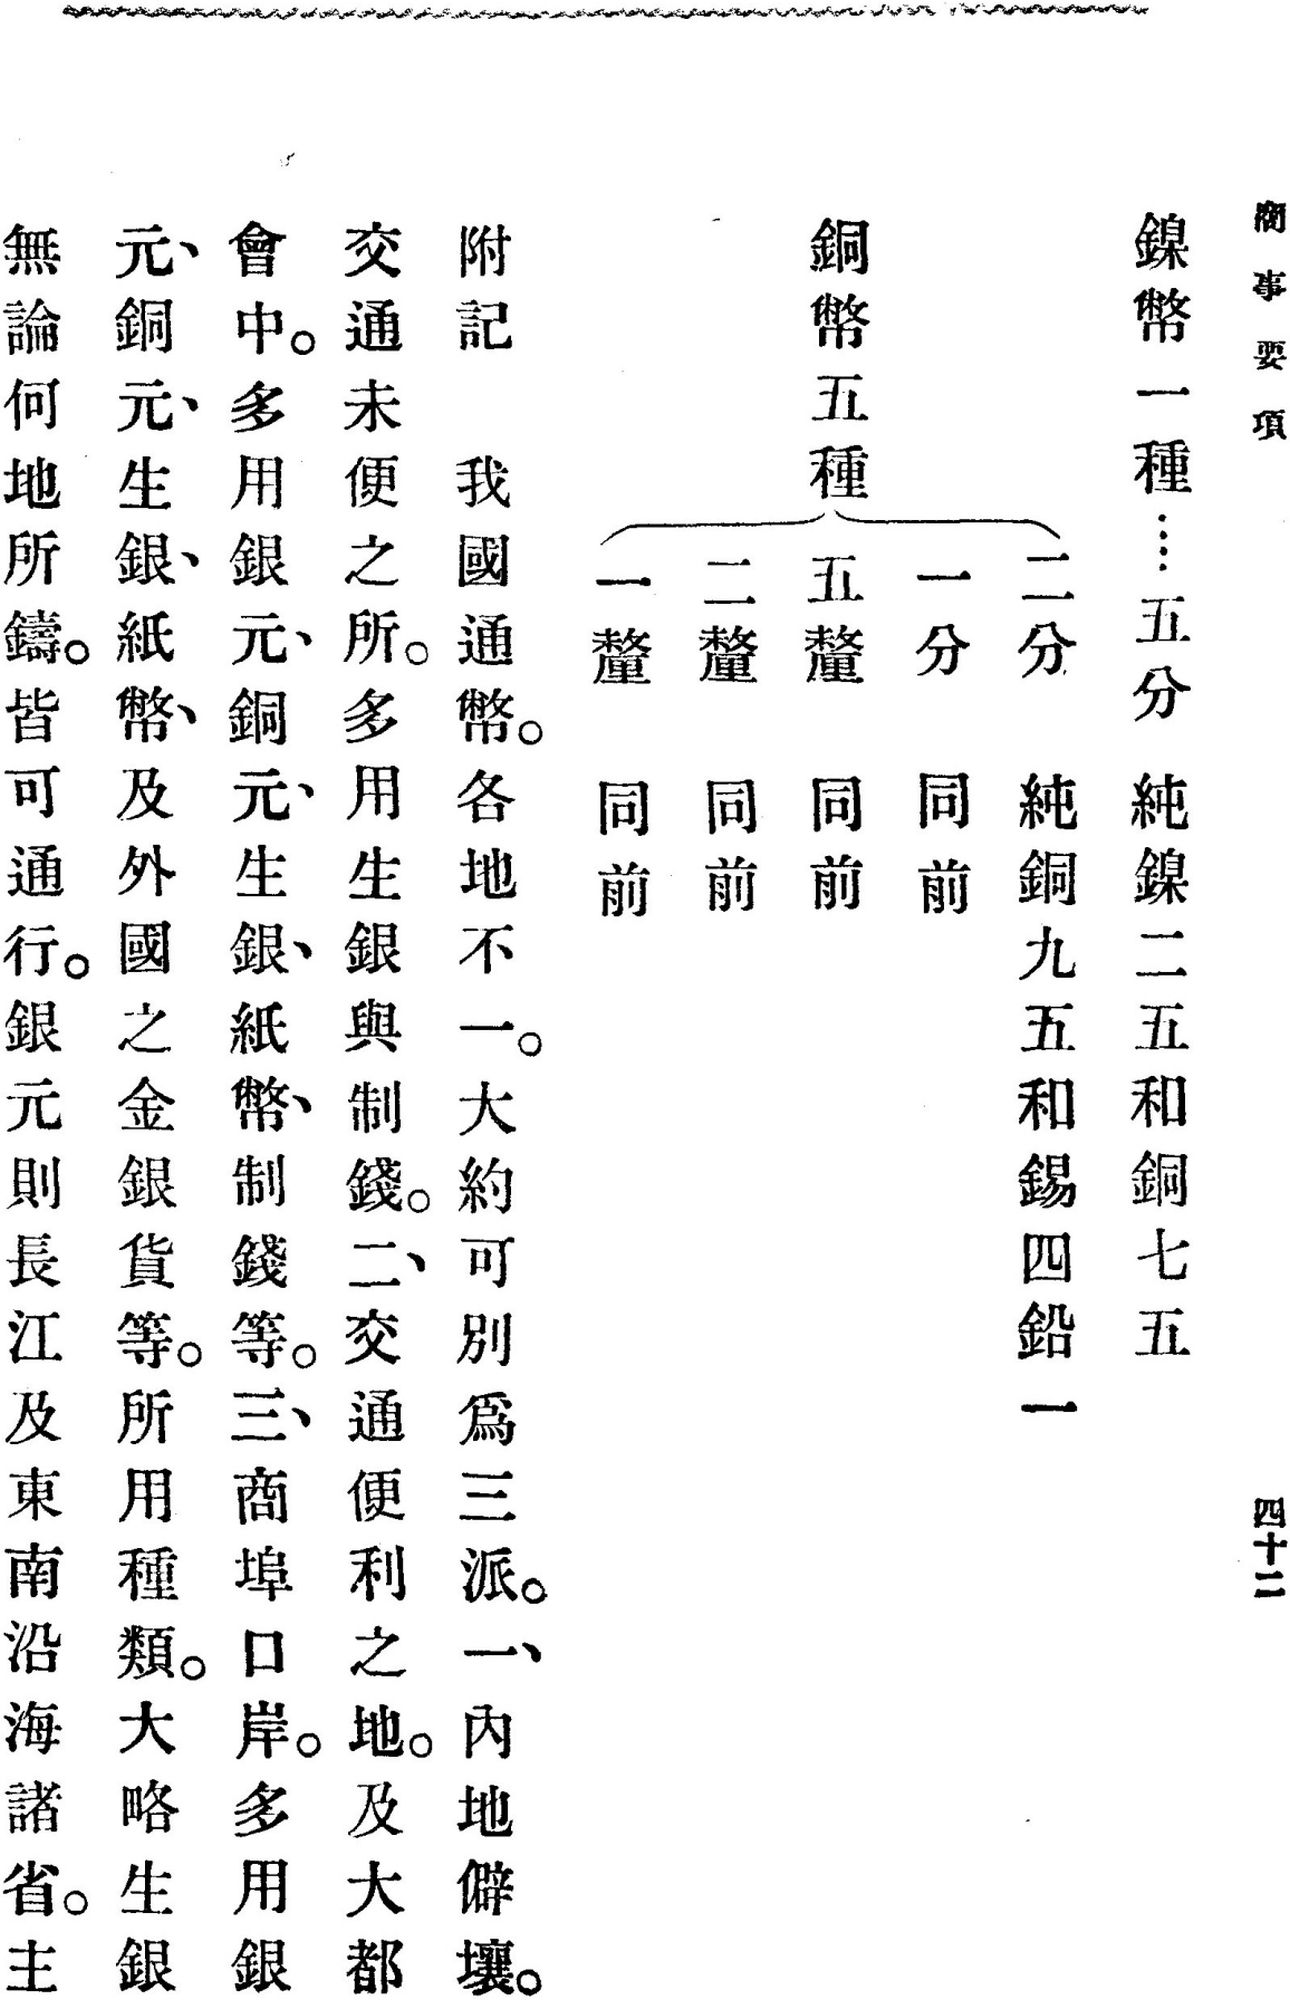 商事要項
四十二
鎳幣一種……五分　純鎳二五和銅七五
銅幣五種
二分　純銅九五和錫四鉛一
一分　同前
五釐　同前
二釐　同前
一釐　同前
附記　我國通幣。各地不一。大約可別爲三派。一、內地僻壤。
交通未便之所。多用生銀與制錢。二、交通便利之地。及大都
會中。多用銀元、銅元、生銀、紙幣、制錢等。三、商埠口岸。多用銀
元、銅元、生銀、紙幣、及外國之金銀貨等。所用種類。大略生銀
無論何地所鑄。皆可通行。銀元則長江及東南沿海諸省。主